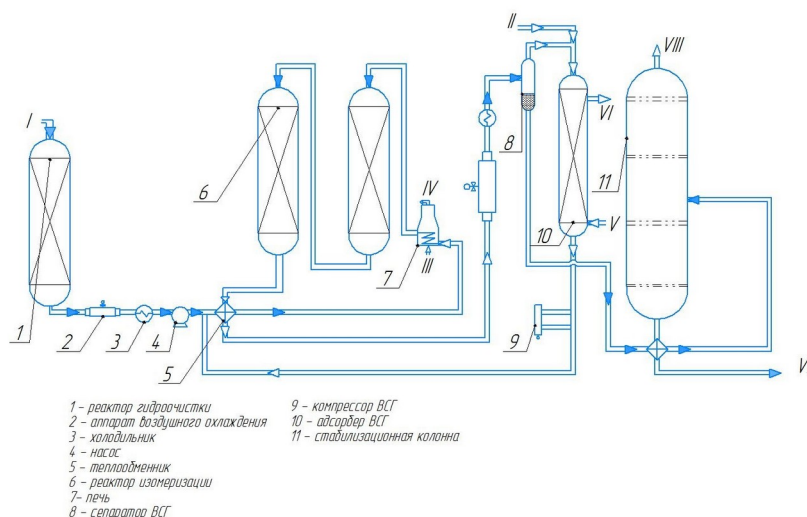 I
II
VIII
VI
V
IV
III
V
1
2
3
4
5
6
7
8
9
10
11
1 - реактор гидроочистки
2 - аппарат воздушного охлаждения
3 - холодильник
4 - насос
5 - теплообменник
6 - реактор изомеризации
7- печь
8 - сепаратор ВСГ
9 - компрессор ВСГ
10 - адсорбер ВСГ
11 - стабилизационная колонна